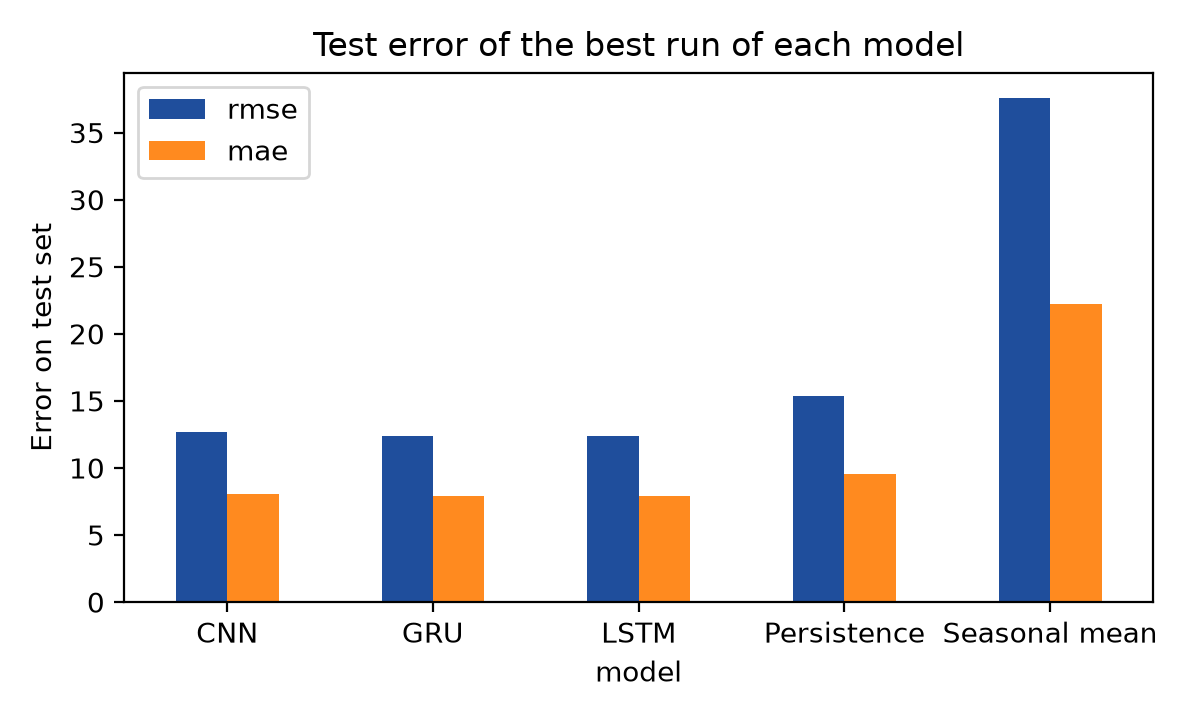 Test error of the best run of each model
rmse
mae
Error on test set
35
30
25
20
15
10
5
0
CNN GRU LSTM Persistence Seasonal mean
model